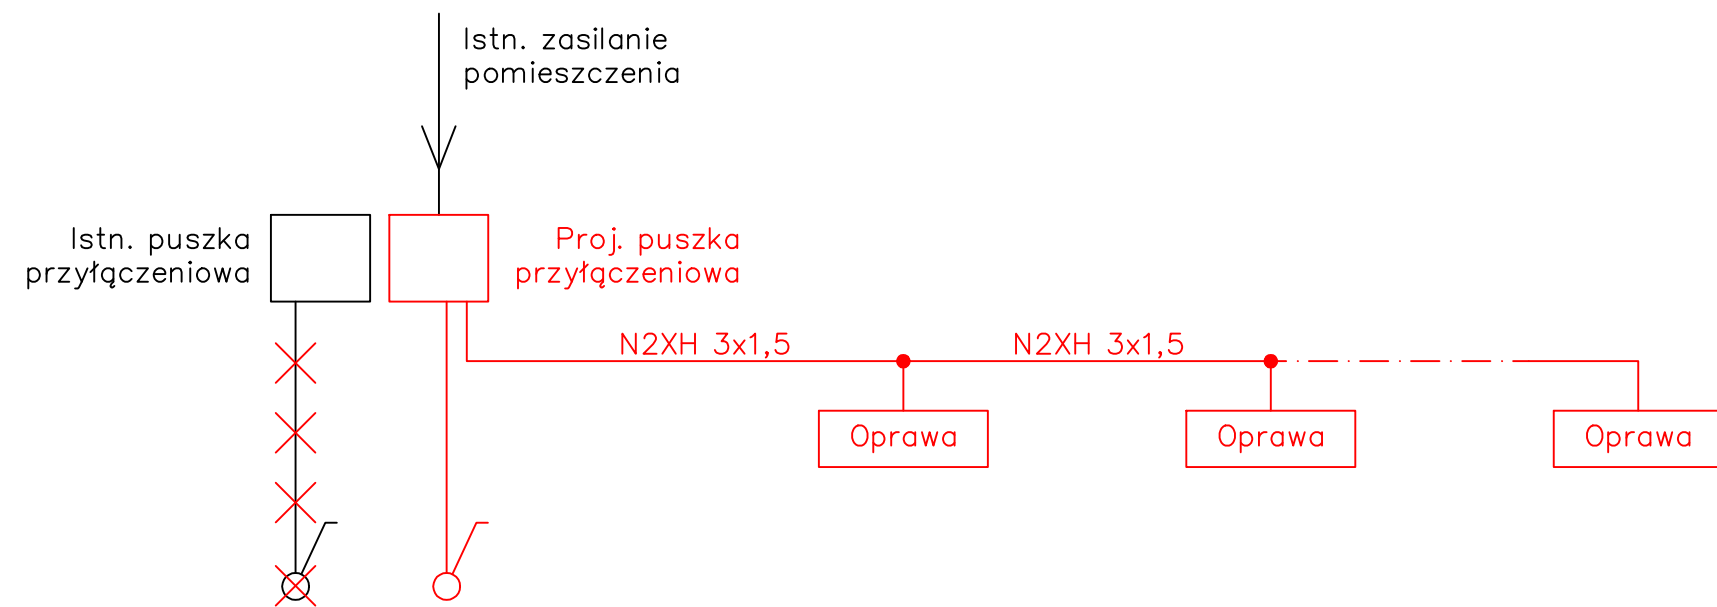 Istn. zasilanie
pomieszczenia
Istn. puszka
przyłączeniowa
Proj. puszka
przyłączeniowa
N2XH 3x1,5
N2XH 3x1,5
Oprawa
Oprawa
Oprawa